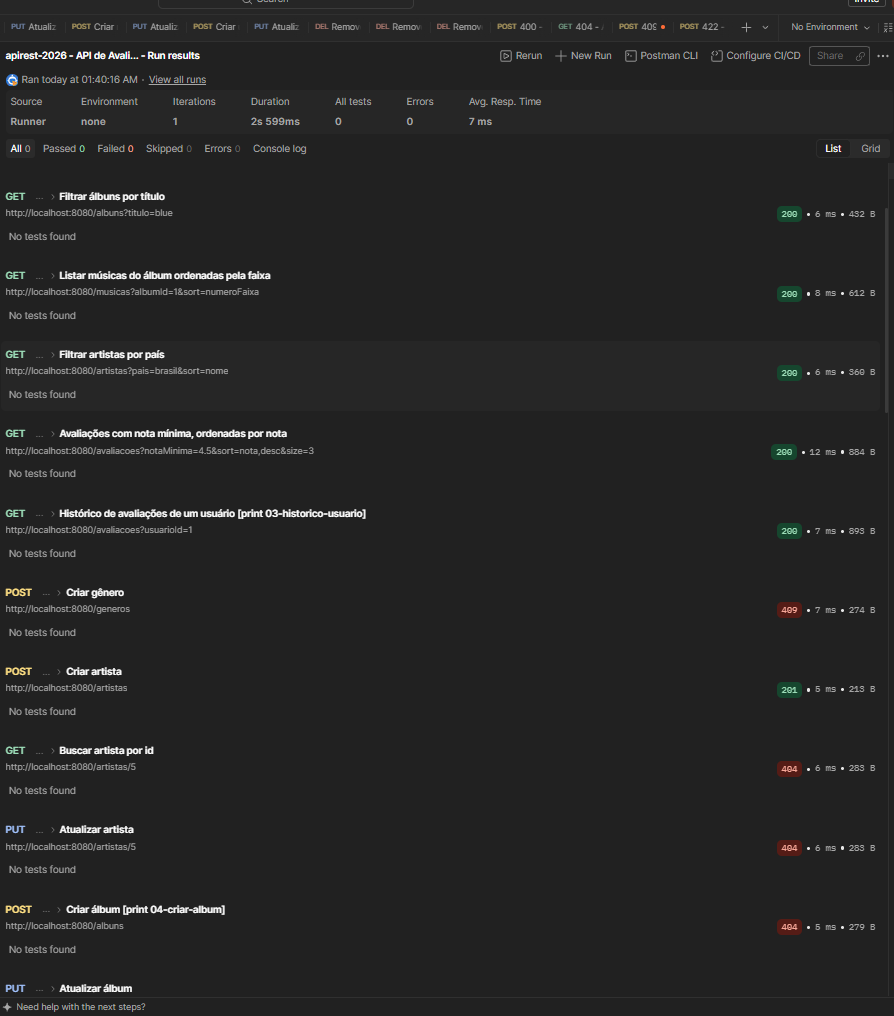 Search
Invite
PUT Atualiz POST Criar PUT Atualiz POST Criar PUT Atualiz DEL Remov DEL Remov DEL Remov POST 400 - GET 404 - POST 409 POST 422 - No Environment
apirest-2026 - API de Avali... - Run results
Rerun New Run Postman CLI Configure CI/CD Share
Ran today at 01:40:16 AM · View all runs
Source Environment Iterations Duration All tests Errors Avg. Resp. Time
Runner none 1 2s 599ms 0 0 7 ms
All 0 Passed 0 Failed 0 Skipped 0 Errors 0 Console log List Grid
GET ... › Filtrar álbuns por título
http://localhost:8080/albuns?titulo=blue 200 • 6 ms • 432 B
No tests found
GET ... › Listar músicas do álbum ordenadas pela faixa
http://localhost:8080/musicas?albumId=1&sort=numeroFaixa 200 • 8 ms • 612 B
No tests found
GET ... › Filtrar artistas por país
http://localhost:8080/artistas?pais=brasil&sort=nome 200 • 6 ms • 360 B
No tests found
GET ... › Avaliações com nota mínima, ordenadas por nota
http://localhost:8080/avaliacoes?notaMinima=4.5&sort=nota,desc&size=3 200 • 12 ms • 884 B
No tests found
GET ... › Histórico de avaliações de um usuário [print 03-historico-usuario]
http://localhost:8080/avaliacoes?usuarioId=1 200 • 7 ms • 893 B
No tests found
POST ... › Criar gênero
http://localhost:8080/generos 409 • 7 ms • 274 B
No tests found
POST ... › Criar artista
http://localhost:8080/artistas 201 • 5 ms • 213 B
No tests found
GET ... › Buscar artista por id
http://localhost:8080/artistas/5 404 • 6 ms • 283 B
No tests found
PUT ... › Atualizar artista
http://localhost:8080/artistas/5 404 • 6 ms • 283 B
No tests found
POST ... › Criar álbum [print 04-criar-album]
http://localhost:8080/albuns 404 • 5 ms • 279 B
No tests found
PUT ... › Atualizar álbum
Need help with the next steps?